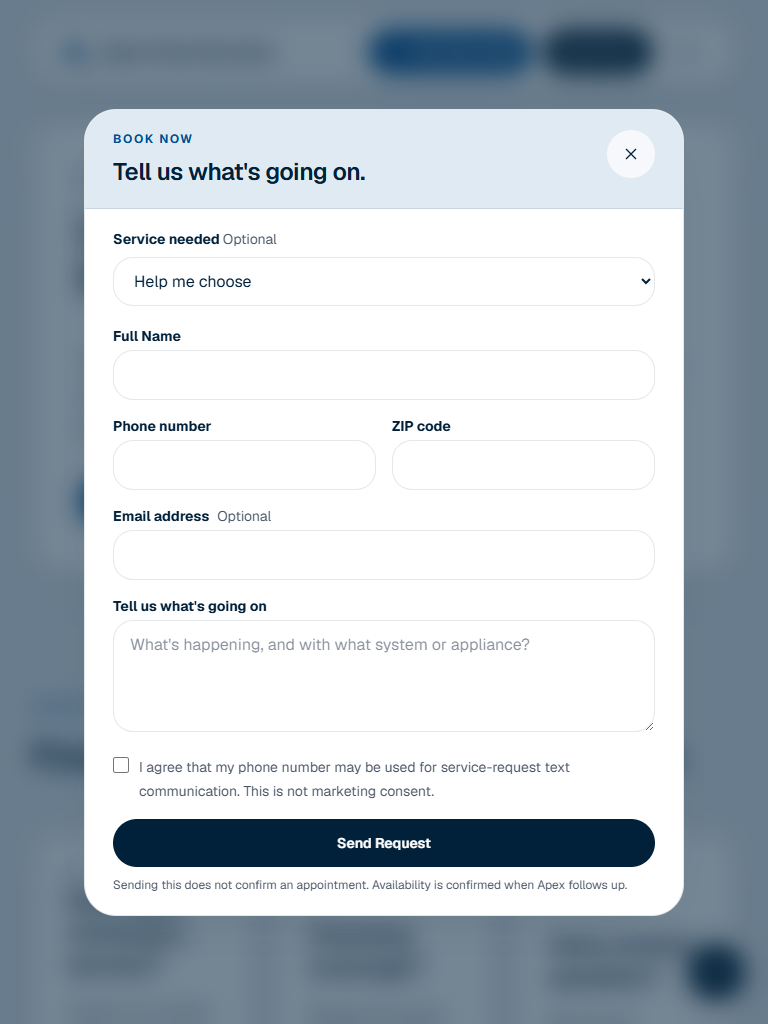 BOOK NOW
Tell us what's going on.
Service needed Optional
Help me choose
Full Name
Phone number
ZIP code
Email address Optional
Tell us what's going on
What's happening, and with what system or appliance?
I agree that my phone number may be used for service-request text
communication. This is not marketing consent.
Send Request
Sending this does not confirm an appointment. Availability is confirmed when Apex follows up.